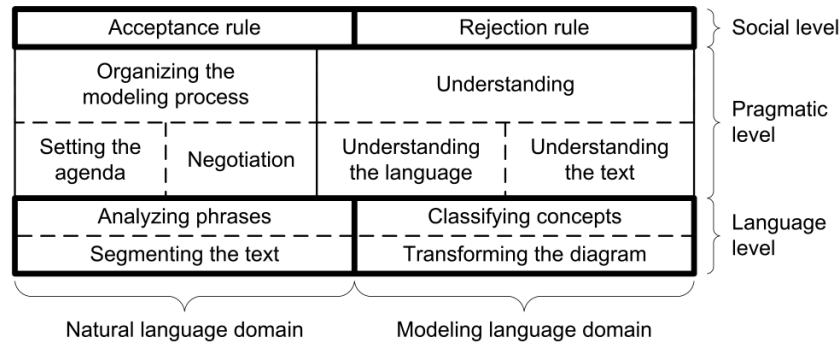 Acceptance rule
Rejection rule
Social level
Organizing the
modeling process
Understanding
Pragmatic
level
Setting the
agenda
Negotiation
Understanding
the language
Understanding
the text
Analyzing phrases
Classifying concepts
Language
level
Segmenting the text
Transforming the diagram
Natural language domain
Modeling language domain